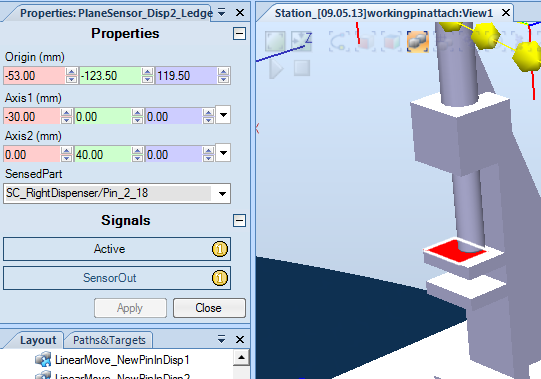 Properties: PlaneSensor_Disp2_Ledge
Station_[09.05.13]workingpinattach:View1
Properties
Z
Origin (mm)
-53.00 -123.50 119.50
Axis1 (mm)
-30.00 0.00 0.00
Axis2 (mm)
0.00 40.00 0.00
SensedPart
SC_RightDispenser/Pin_2_18
Signals
Active
SensorOut
Apply Close
Layout Paths&Targets
LinearMove_NewPinInDisp1
LinearMove_NewPinInDisp2